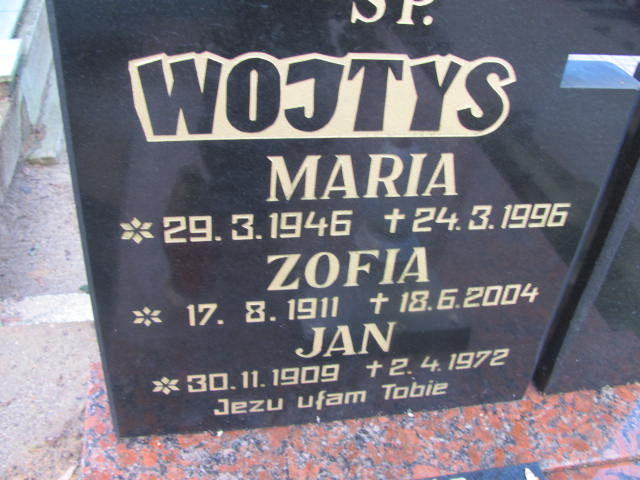 ŚP.
WOJTYS
MARIA
* 29.3.1946 † 24.3.1996
ZOFIA
* 17. 8. 1911 † 18.6.2004
JAN
* 30.11.1909 † 2.4.1972
Jezu ufam Tobie